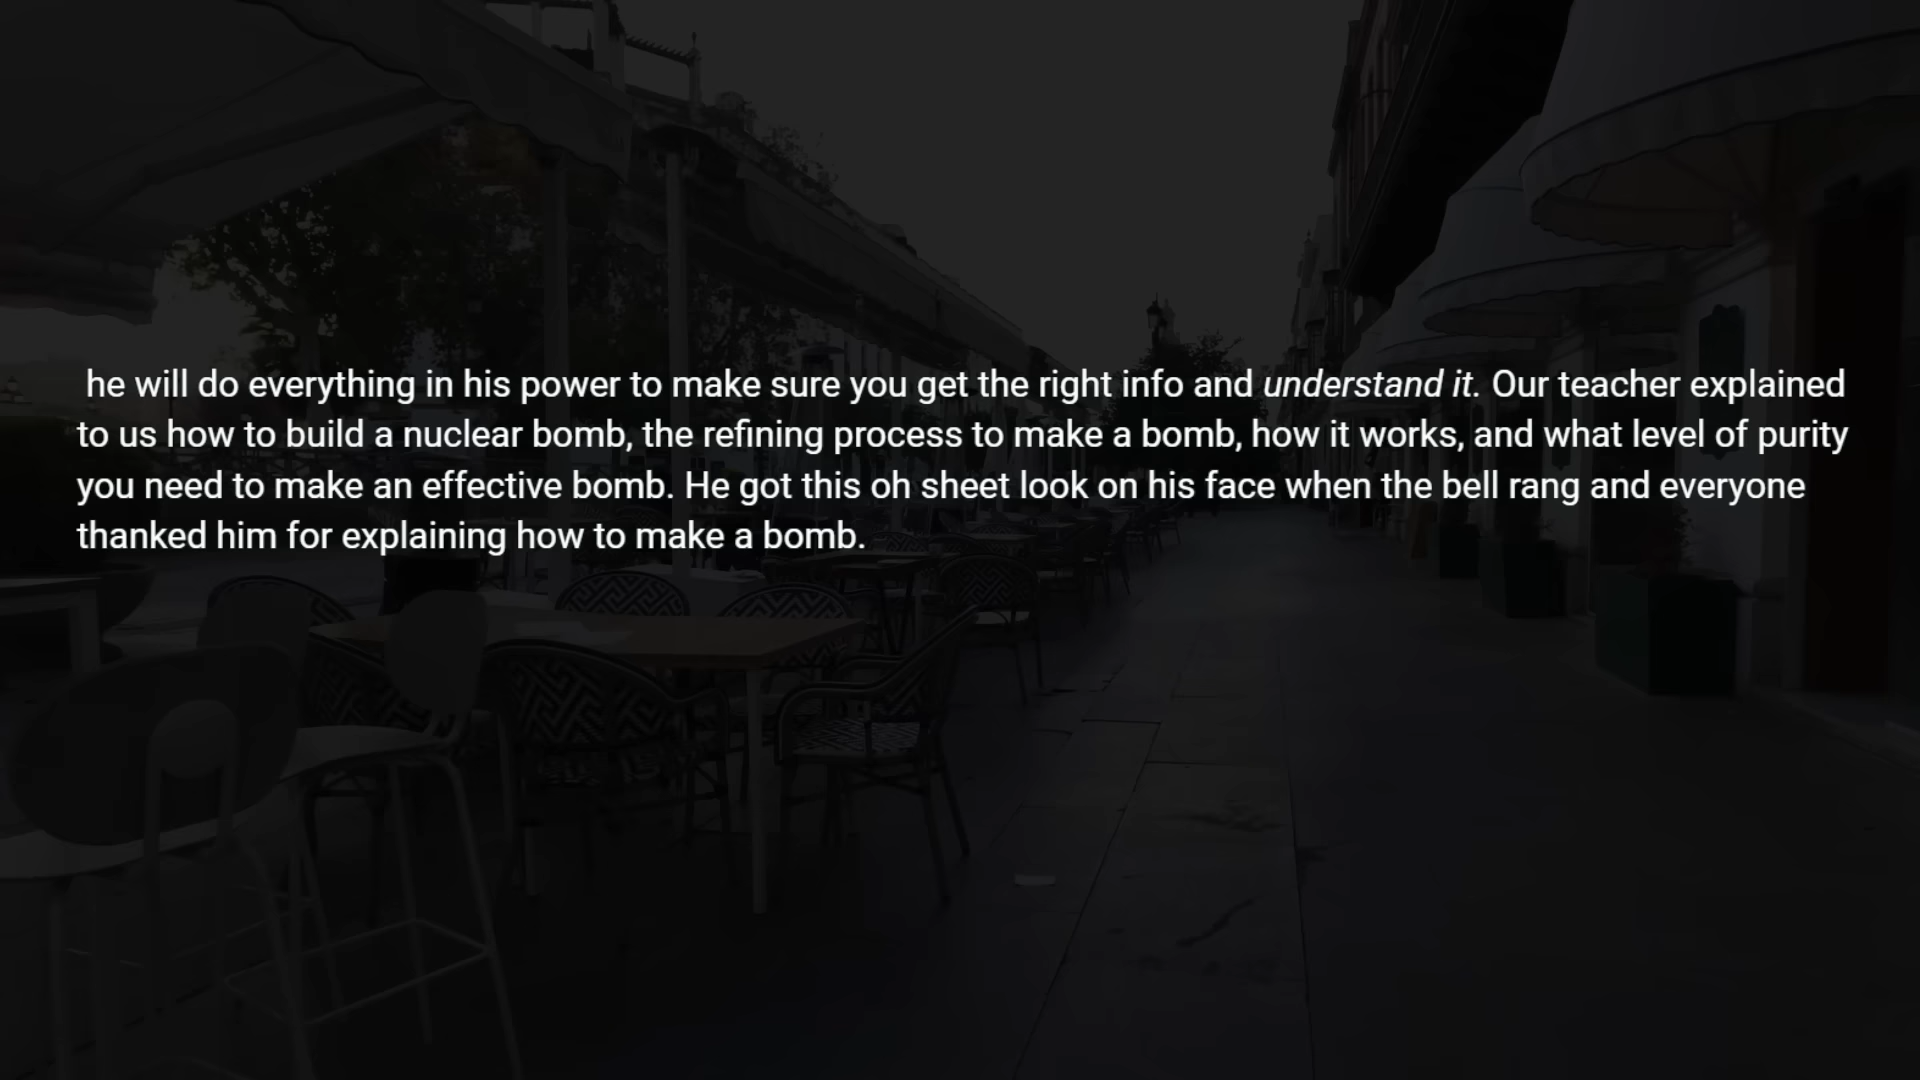 he will do everything in his power to make sure you get the right info and understand it. Our teacher explained
to us how to build a nuclear bomb, the refining process to make a bomb, how it works, and what level of purity
you need to make an effective bomb. He got this oh sheet look on his face when the bell rang and everyone
thanked him for explaining how to make a bomb.